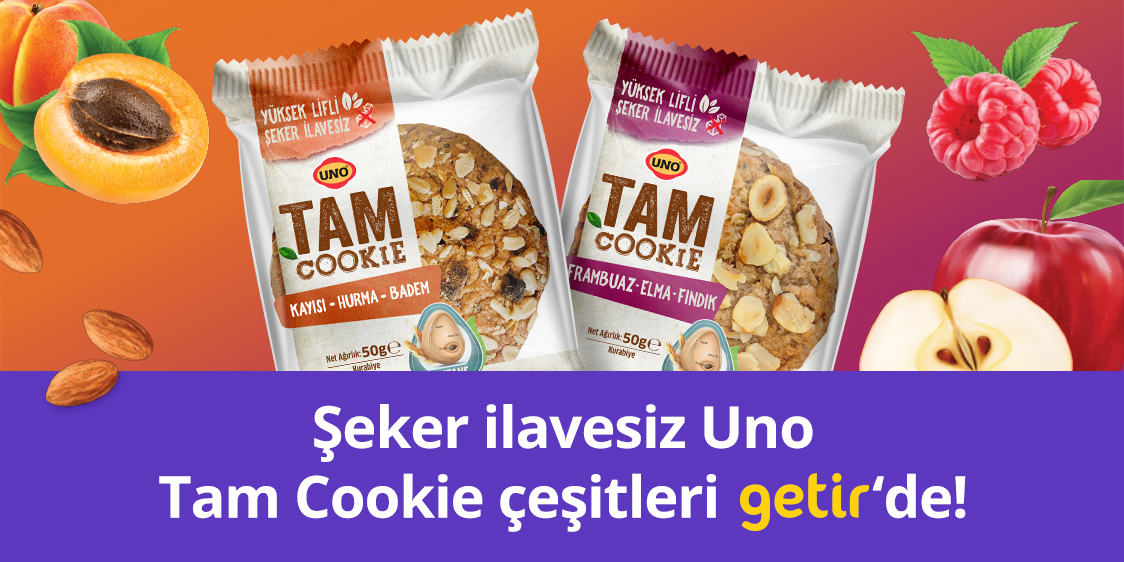 YÜKSEK LİFLİ
ŞEKER İLAVESİZ
UNO
TAM
COOKIE
KAYISI - HURMA - BADEM
Net Ağırlık: 50g℮
Kurabiye
YÜKSEK LİFLİ
ŞEKER İLAVESİZ
UNO
TAM
COOKIE
FRAMBUAZ-ELMA-FINDIK
Net Ağırlık: 50g℮
Kurabiye
Şeker ilavesiz Uno
Tam Cookie çeşitleri getir‘de!